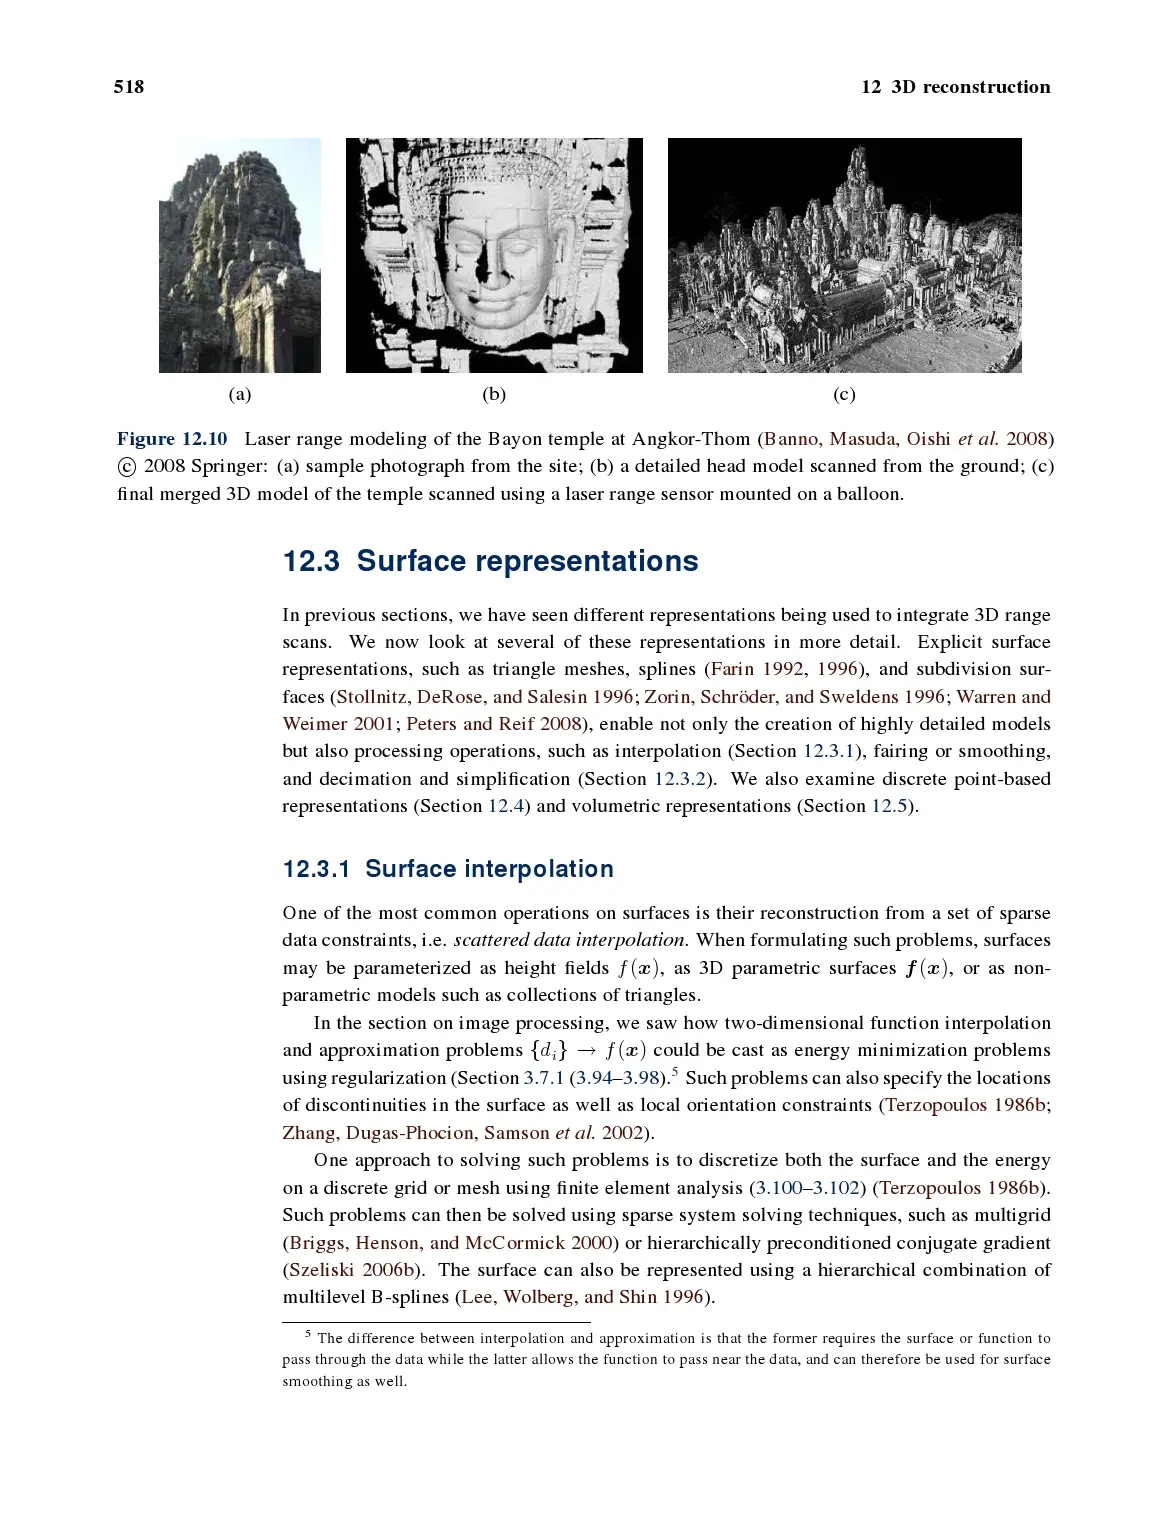 518
12 3D reconstruction
(a)
(b)
(c)
Figure 12.10 Laser range modeling of the Bayon temple at Angkor-Thom (Banno, Masuda, Oishi et al. 2008)
© 2008 Springer: (a) sample photograph from the site; (b) a detailed head model scanned from the ground; (c)
final merged 3D model of the temple scanned using a laser range sensor mounted on a balloon.
12.3 Surface representations
In previous sections, we have seen different representations being used to integrate 3D range
scans. We now look at several of these representations in more detail. Explicit surface
representations, such as triangle meshes, splines (Farin 1992, 1996), and subdivision sur-
faces (Stollnitz, DeRose, and Salesin 1996; Zorin, Schröder, and Sweldens 1996; Warren and
Weimer 2001; Peters and Reif 2008), enable not only the creation of highly detailed models
but also processing operations, such as interpolation (Section 12.3.1), fairing or smoothing,
and decimation and simplification (Section 12.3.2). We also examine discrete point-based
representations (Section 12.4) and volumetric representations (Section 12.5).
12.3.1 Surface interpolation
One of the most common operations on surfaces is their reconstruction from a set of sparse
data constraints, i.e. scattered data interpolation. When formulating such problems, surfaces
may be parameterized as height fields f(x), as 3D parametric surfaces f(x), or as non-
parametric models such as collections of triangles.
In the section on image processing, we saw how two-dimensional function interpolation
and approximation problems {d_i} → f(x) could be cast as energy minimization problems
using regularization (Section 3.7.1 (3.94–3.98).⁵ Such problems can also specify the locations
of discontinuities in the surface as well as local orientation constraints (Terzopoulos 1986b;
Zhang, Dugas-Phocion, Samson et al. 2002).
One approach to solving such problems is to discretize both the surface and the energy
on a discrete grid or mesh using finite element analysis (3.100–3.102) (Terzopoulos 1986b).
Such problems can then be solved using sparse system solving techniques, such as multigrid
(Briggs, Henson, and McCormick 2000) or hierarchically preconditioned conjugate gradient
(Szeliski 2006b). The surface can also be represented using a hierarchical combination of
multilevel B-splines (Lee, Wolberg, and Shin 1996).
⁵ The difference between interpolation and approximation is that the former requires the surface or function to
pass through the data while the latter allows the function to pass near the data, and can therefore be used for surface
smoothing as well.